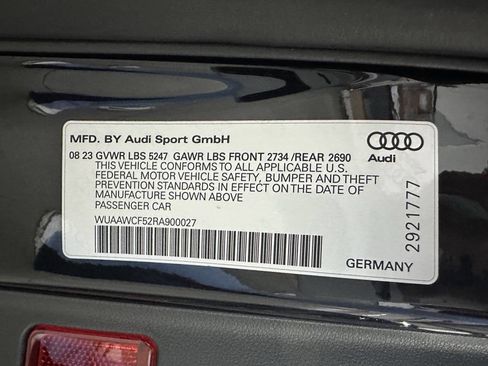 MFD. BY Audi Sport GmbH
08 23 GVWR LBS 5247 GAWR LBS FRONT 2734 /REAR 2690
THIS VEHICLE CONFORMS TO ALL APPLICABLE U.S.
FEDERAL MOTOR VEHICLE SAFETY, BUMPER AND THEFT
PREVENTION STANDARDS IN EFFECT ON THE DATE OF
MANUFACTURE SHOWN ABOVE
PASSENGER CAR
WUAAWCF52RA900027
Audi
29217777
GERMANY